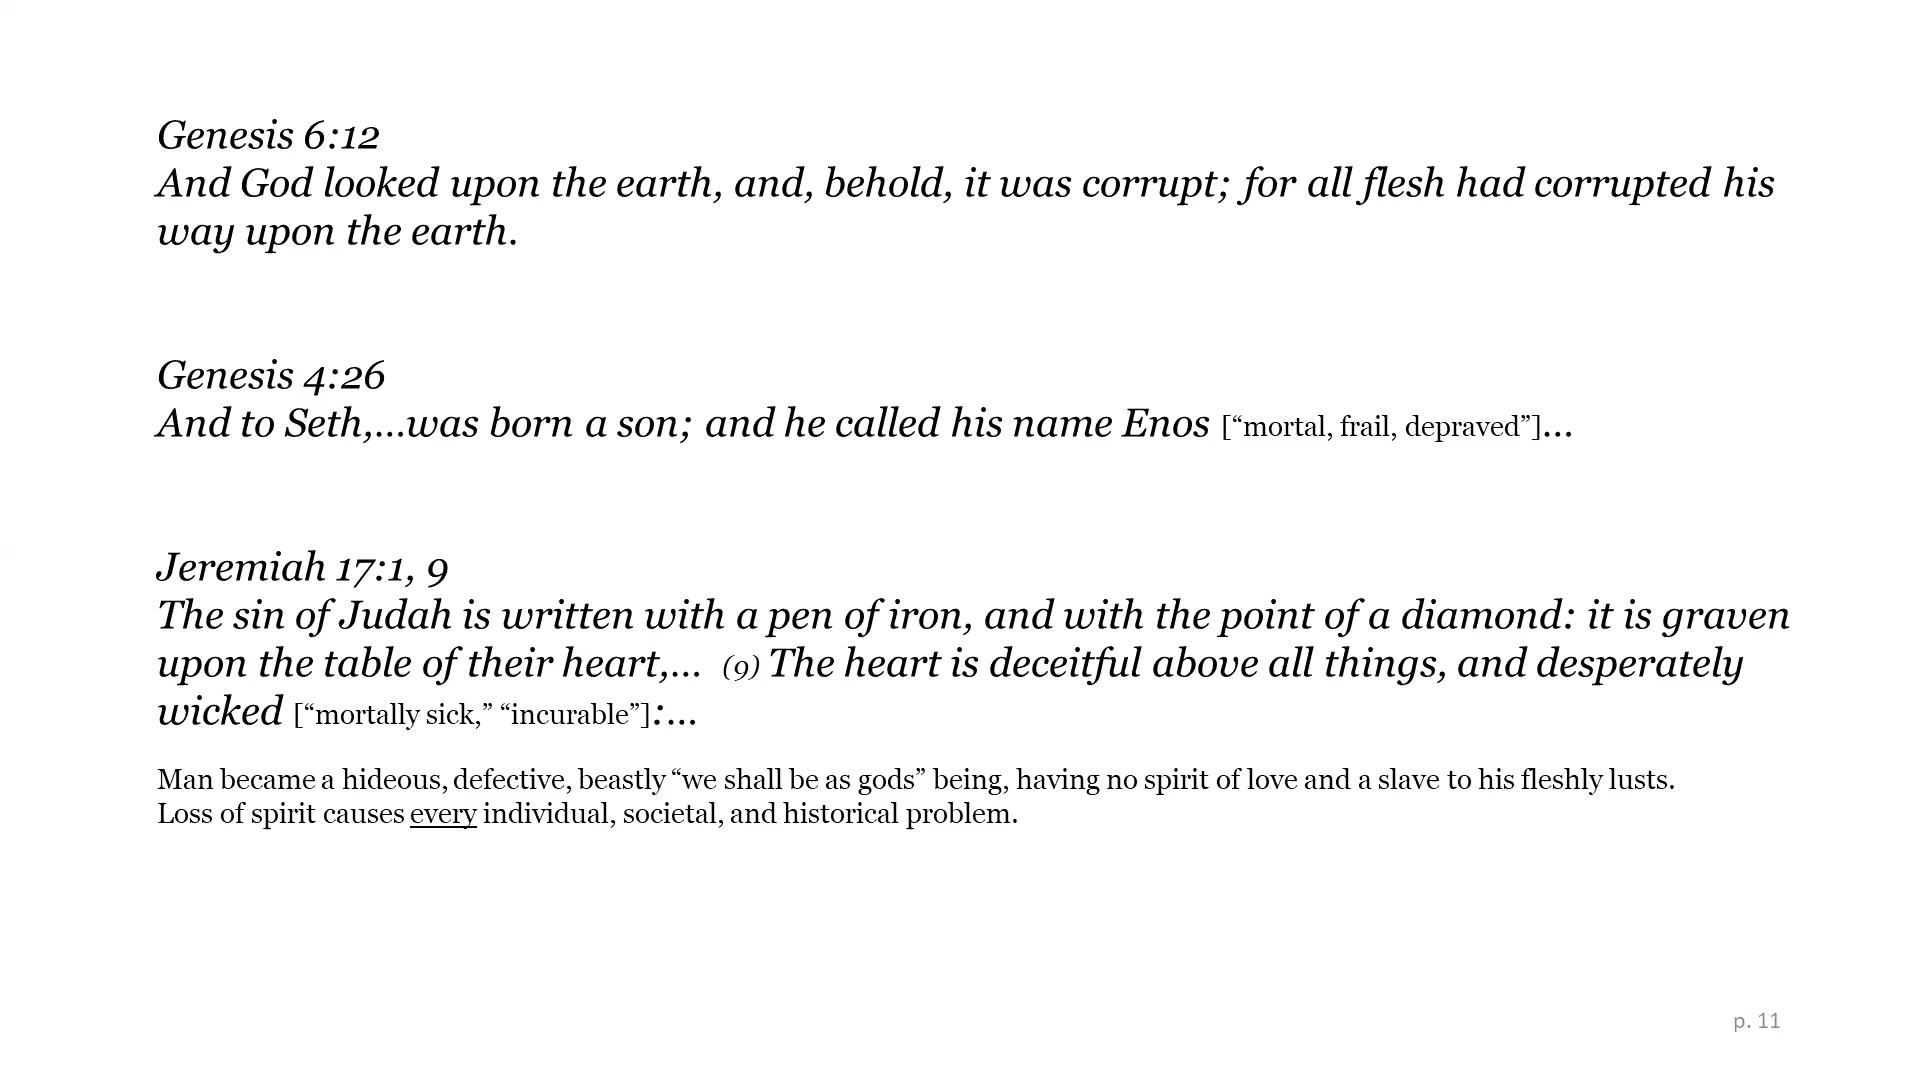 Genesis 6:12
And God looked upon the earth, and, behold, it was corrupt; for all flesh had corrupted his
way upon the earth.
Genesis 4:26
And to Seth,...was born a son; and he called his name Enos [“mortal, frail, depraved”]...
Jeremiah 17:1, 9
The sin of Judah is written with a pen of iron, and with the point of a diamond: it is graven
upon the table of their heart,... (9) The heart is deceitful above all things, and desperately
wicked [“mortally sick,” “incurable”]:...
Man became a hideous, defective, beastly “we shall be as gods” being, having no spirit of love and a slave to his fleshly lusts.
Loss of spirit causes every individual, societal, and historical problem.
p. 11